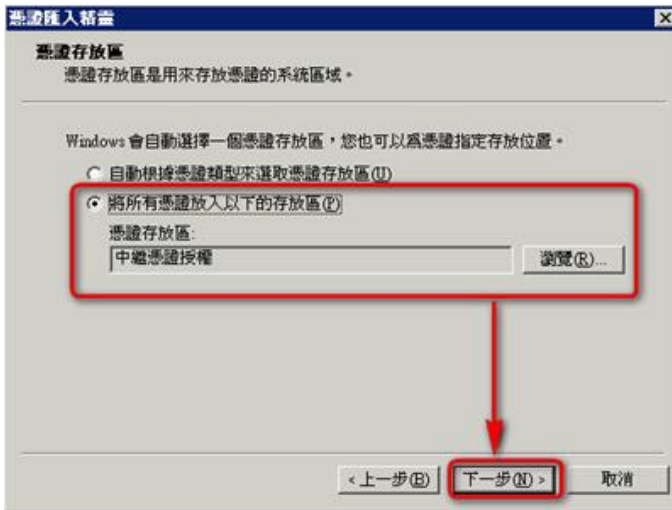 憑證匯入精靈
憑證存放區
憑證存放區是用來存放憑證的系統區域。
Windows 會自動選擇一個憑證存放區，您也可以為憑證指定存放位置。
自動根據憑證類型來選取憑證存放區(U)
將所有憑證放入以下的存放區(P)
憑證存放區:
中繼憑證授權
瀏覽(R)...
<上一步(B) 下一步(N)> 取消